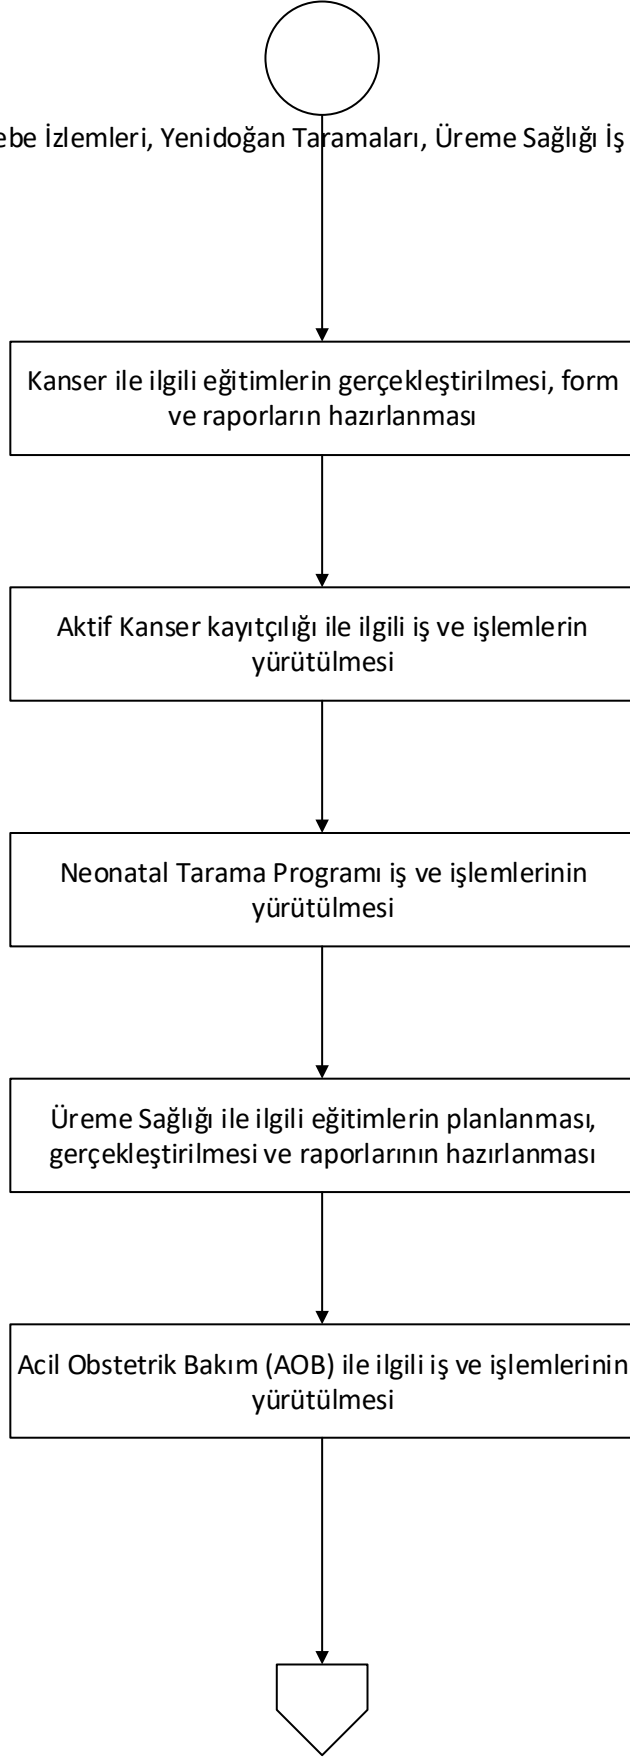 İzlemleri, Yenidoğan Taramaları, Üreme Sağlığı İş
Kanser ile ilgili eğitimlerin gerçekleştirilmesi, form
ve raporların hazırlanması
Aktif Kanser kayıtçılığı ile ilgili iş ve işlemlerin
yürütülmesi
Neonatal Tarama Programı iş ve işlemlerinin
yürütülmesi
Üreme Sağlığı ile ilgili eğitimlerin planlanması,
gerçekleştirilmesi ve raporlarının hazırlanması
Acil Obstetrik Bakım (AOB) ile ilgili iş ve işlemlerinin
yürütülmesi